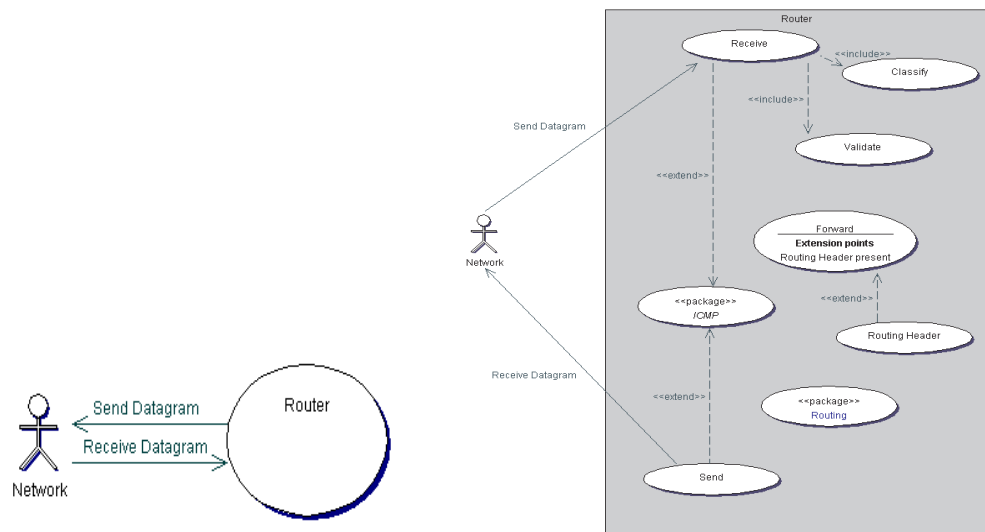 Send Datagram
Router
Receive Datagram
Network
Router
Receive
<<include>>
Classify
<<include>>
Send Datagram
Validate
<<extend>>
Network
Forward
Extension points
Routing Header present
<<package>>
ICMP
<<extend>>
Routing Header
Receive Datagram
<<extend>>
<<package>>
Routing
Send